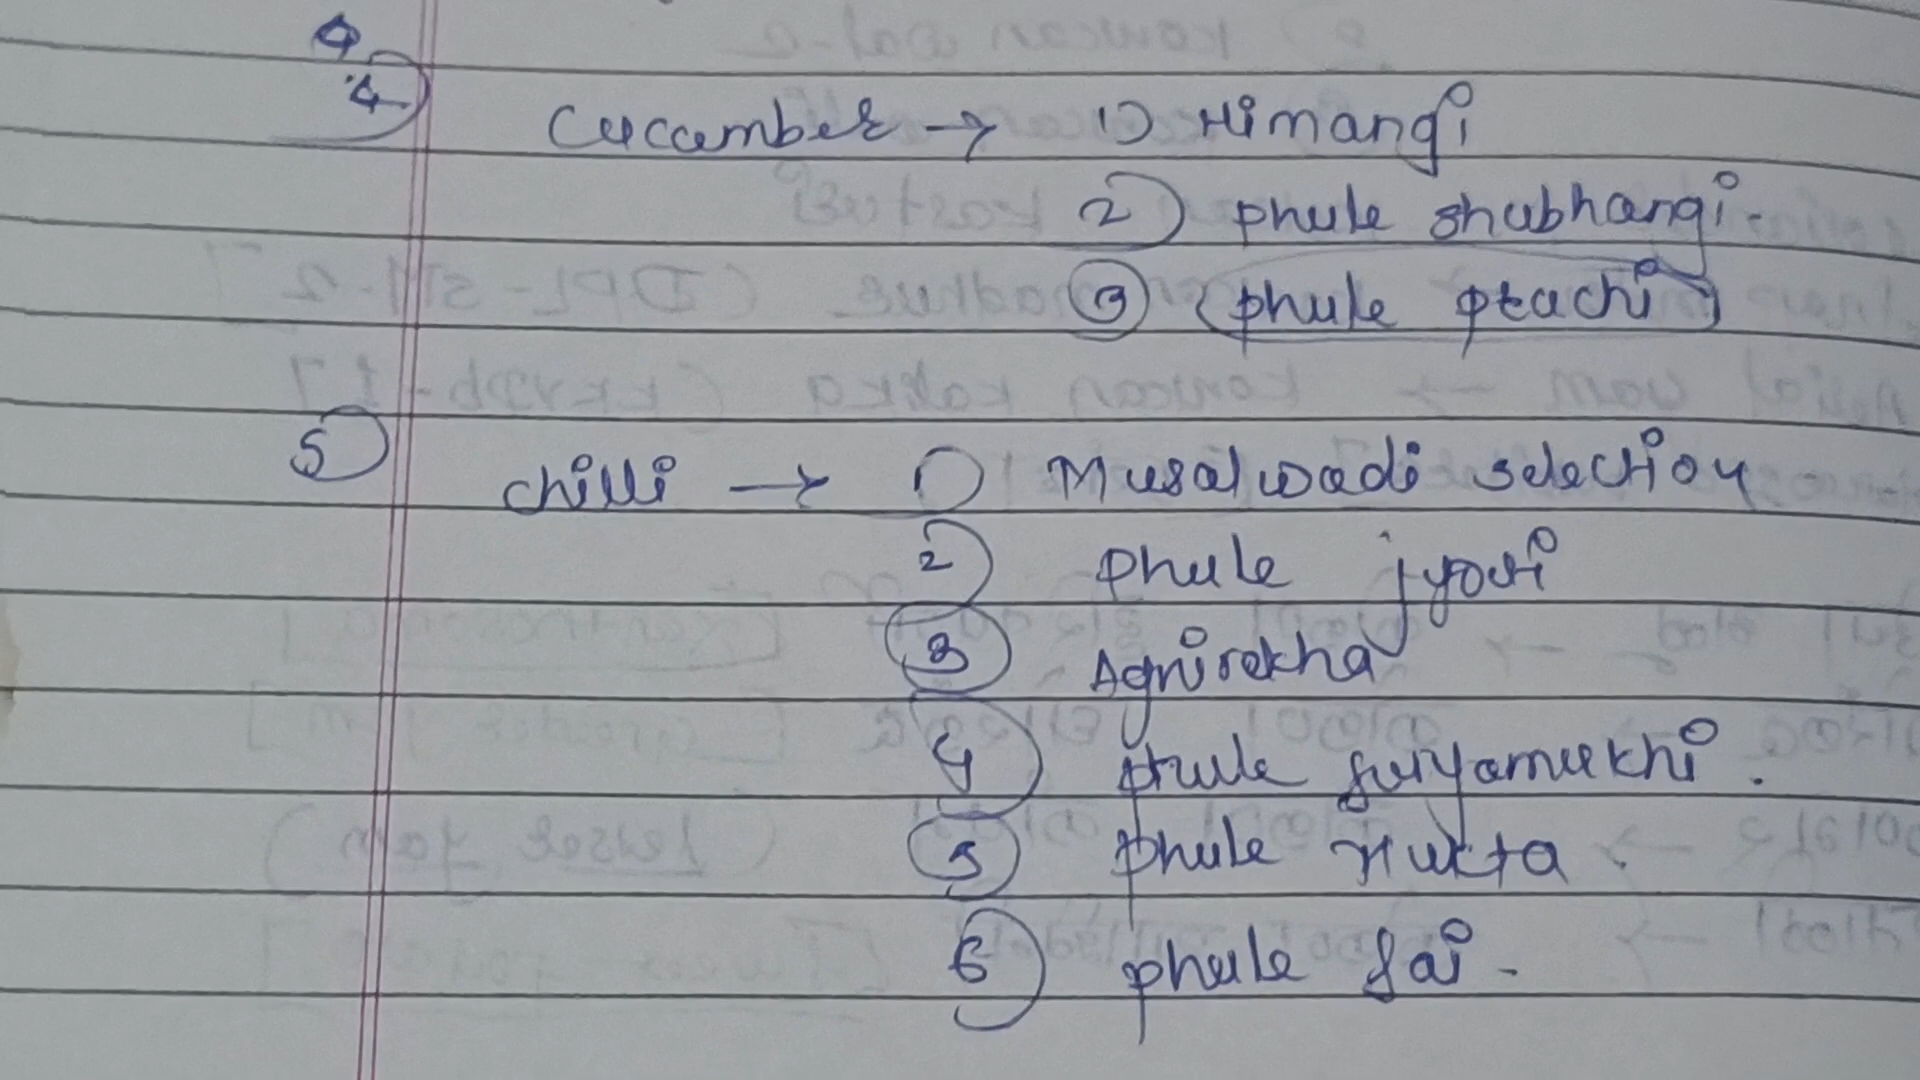 4)
Cucumber → 1) Himangi
2) phule shubhangi.
3) phule prachi
5)
chilli → 1) Musalwadi selection
2) phule jyoti
3) Agnirekha
4) phule suryamukhi.
5) phule Mukta.
6) phule Sai -